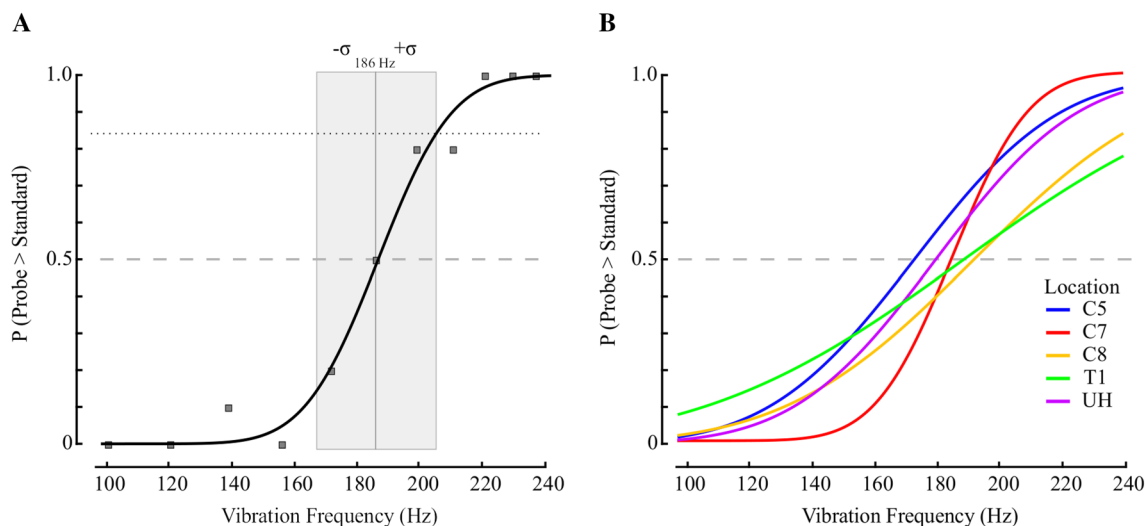 A
-σ +σ
186 Hz
1.0
0.5
0
P (Probe > Standard)
100 120 140 160 180 200 220 240
Vibration Frequency (Hz)
B
1.0
0.5
0
P (Probe > Standard)
Location
C5
C7
C8
T1
UH
100 120 140 160 180 200 220 240
Vibration Frequency (Hz)